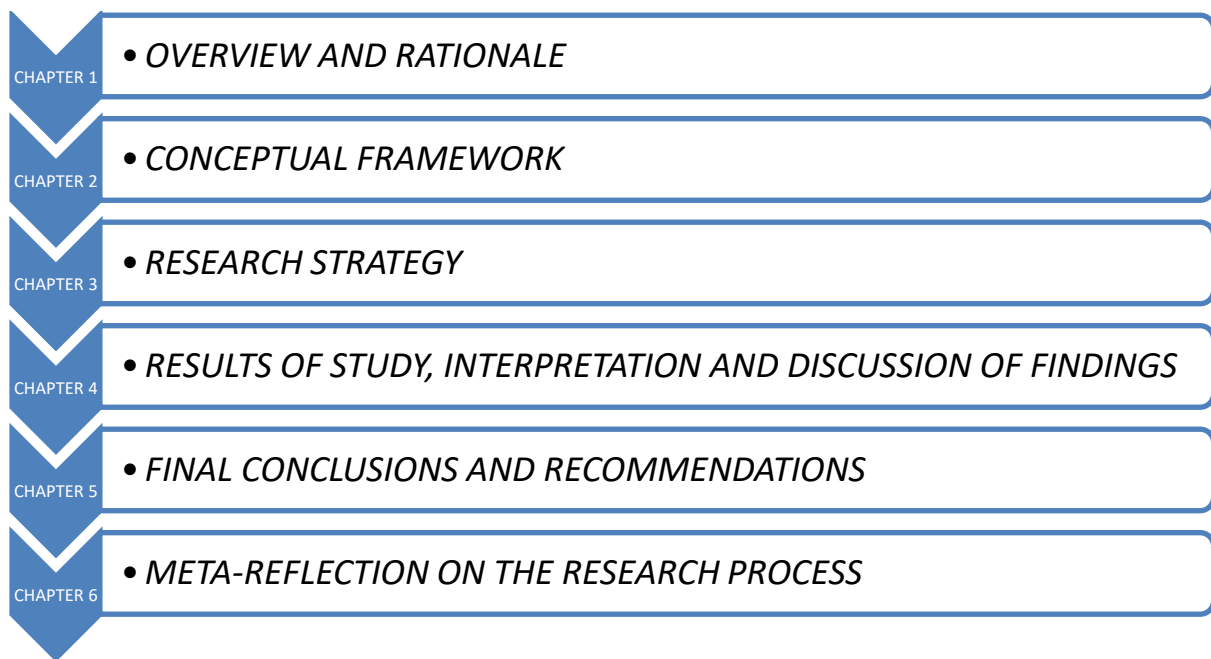 CHAPTER 1
• OVERVIEW AND RATIONALE
CHAPTER 2
• CONCEPTUAL FRAMEWORK
CHAPTER 3
• RESEARCH STRATEGY
CHAPTER 4
• RESULTS OF STUDY, INTERPRETATION AND DISCUSSION OF FINDINGS
CHAPTER 5
• FINAL CONCLUSIONS AND RECOMMENDATIONS
CHAPTER 6
• META-REFLECTION ON THE RESEARCH PROCESS